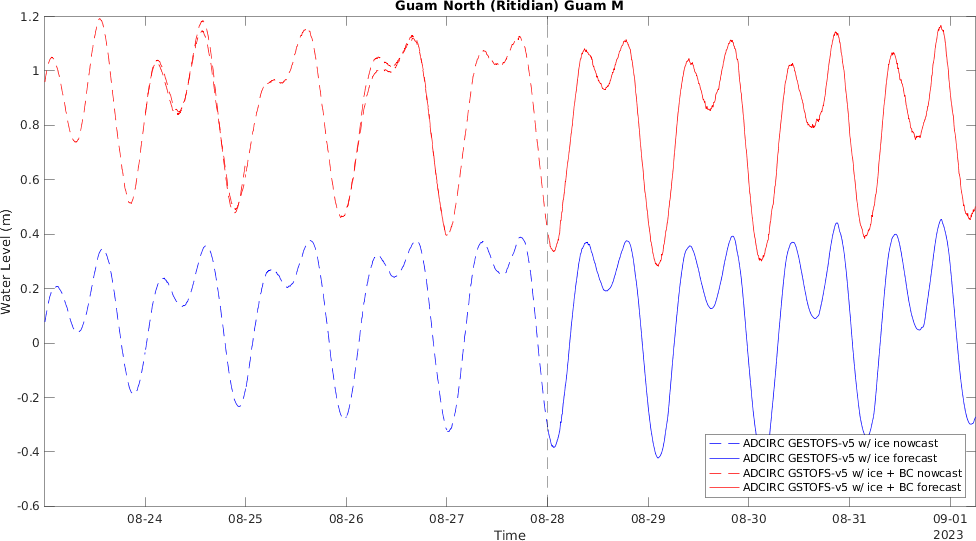 Guam North (Ritidian) Guam M
1.2
1
0.8
0.6
0.4
0.2
0
-0.2
-0.4
-0.6
Water Level (m)
ADCIRC GESTOFS-v5 w/ ice nowcast
ADCIRC GESTOFS-v5 w/ ice forecast
ADCIRC GSTOFS-v5 w/ ice + BC nowcast
ADCIRC GSTOFS-v5 w/ ice + BC forecast
08-24 08-25 08-26 08-27 08-28 08-29 08-30 08-31 09-01
2023
Time